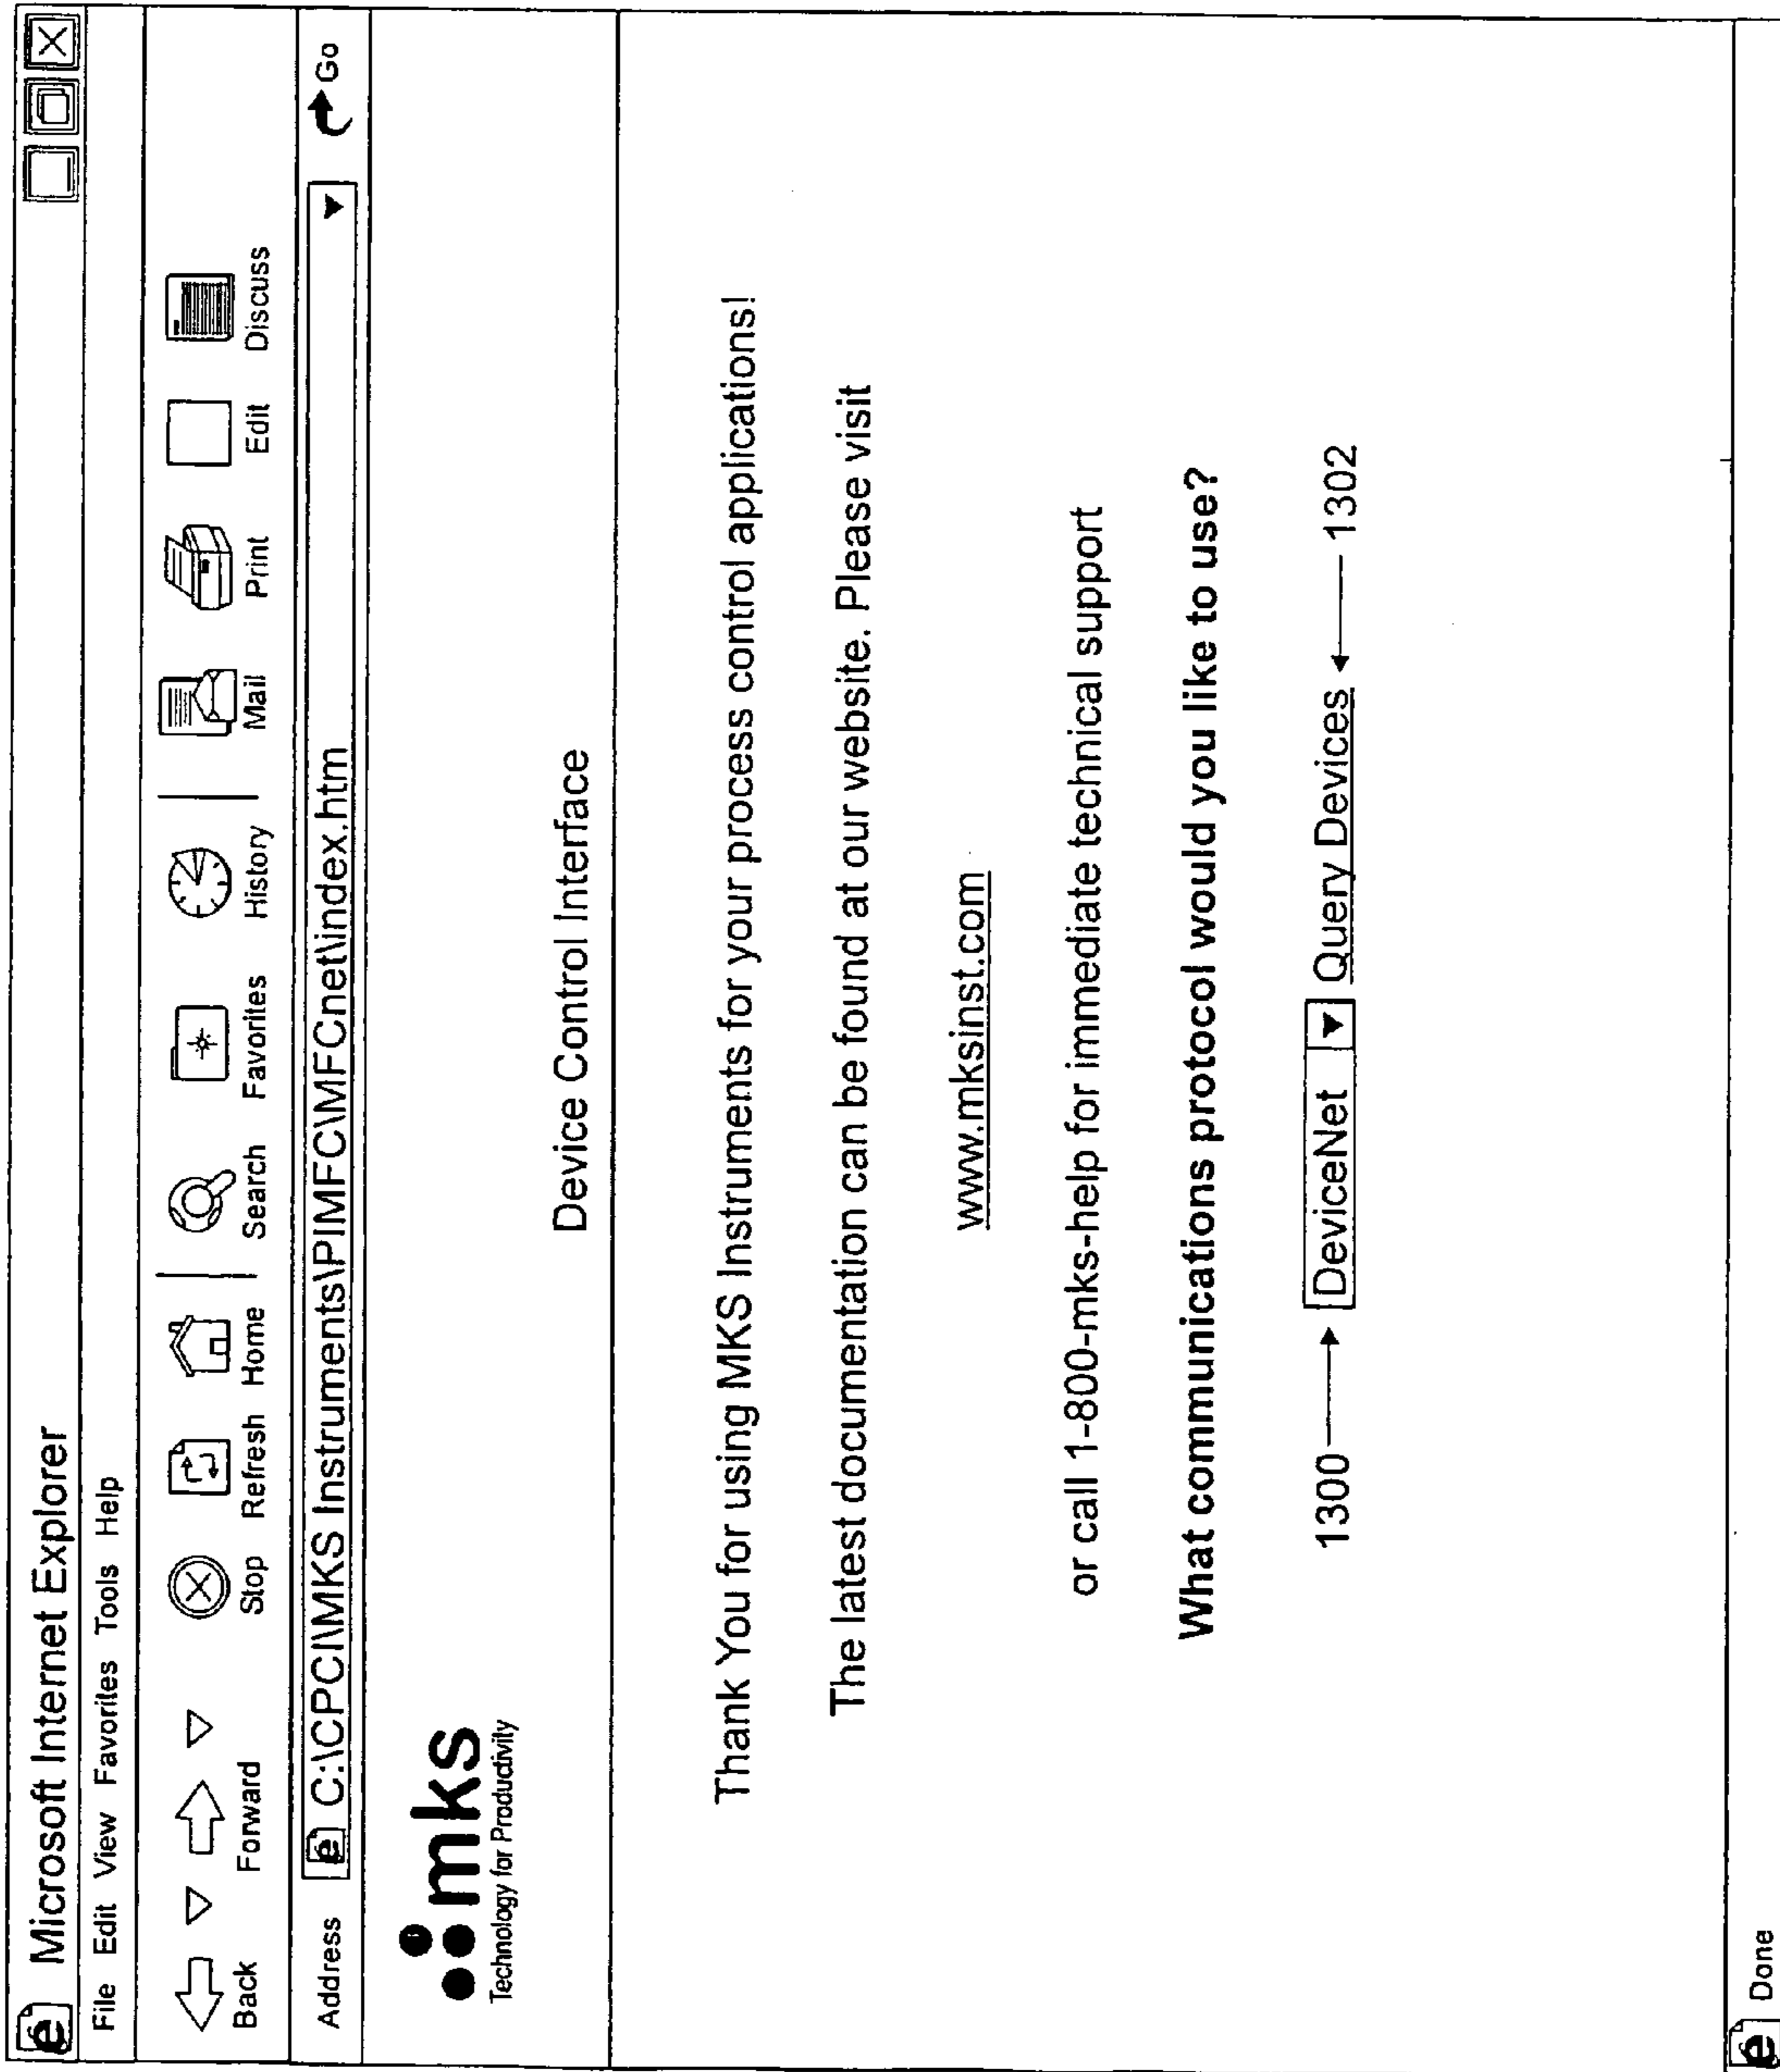 Microsoft Internet Explorer
File Edit View Favorites Tools Help
Back Forward Stop Refresh Home Search Favorites History Mail Print Edit Discuss
Address C:\CPCI\MKS Instruments\PIMFC\MFCnet\index.htm Go
mks
Technology for Productivity
Device Control Interface
Thank You for using MKS Instruments for your process control applications!
The latest documentation can be found at our website. Please visit
www.mksinst.com
or call 1-800-mks-help for immediate technical support
What communications protocol would you like to use?
1300 DeviceNet Query Devices 1302
Done